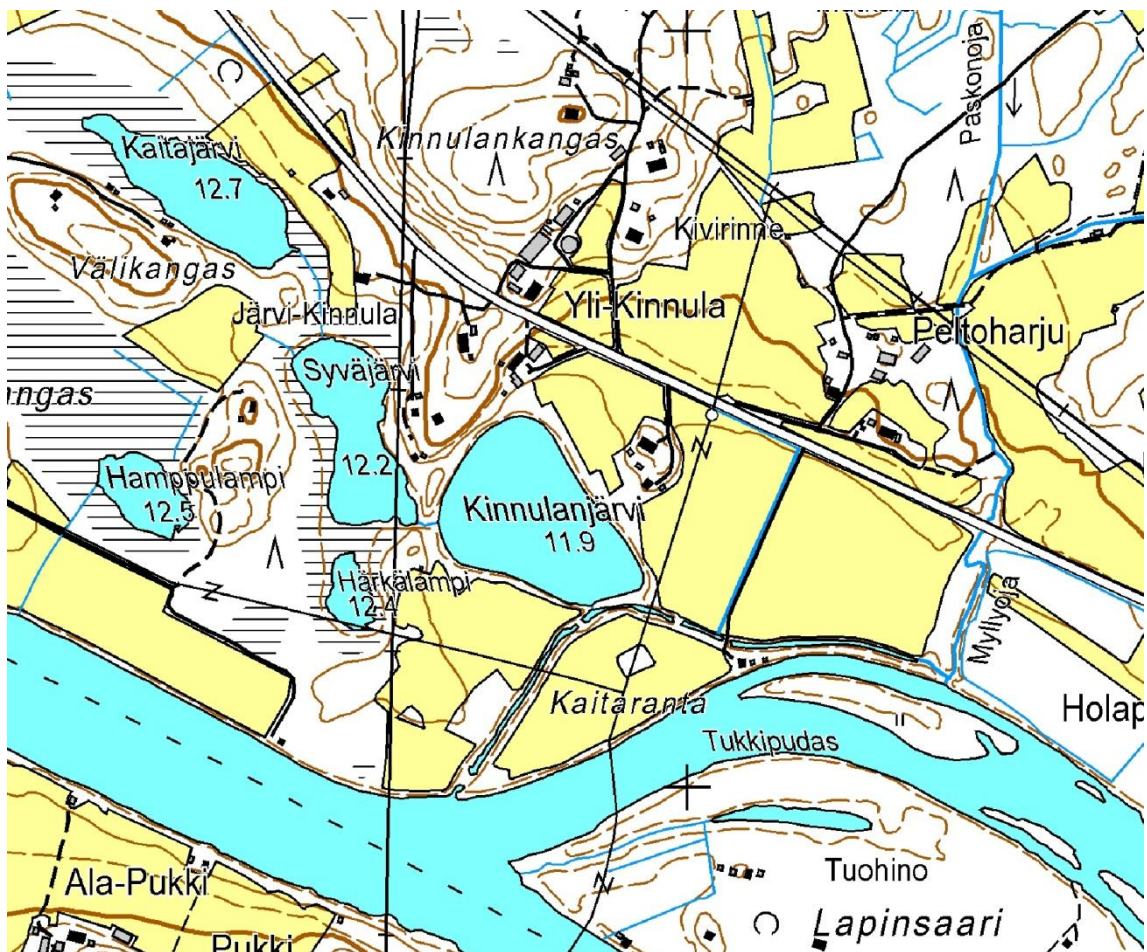 Paskonoja
Kaitajärvi
12.7
Kinnulankangas
Kivirinne
Välikangas
Järvi-Kinnula
Yli-Kinnula
Peltoharju
Syväjärvi
ngas
12.2
Hamppulampi
12.5
Kinnulanjärvi
11.9
Härkälampi
12.4
Myllyoja
Kaitaranta
Holap
Tukkipudas
Ala-Pukki
Tuohino
Lapinsaari
Pukki